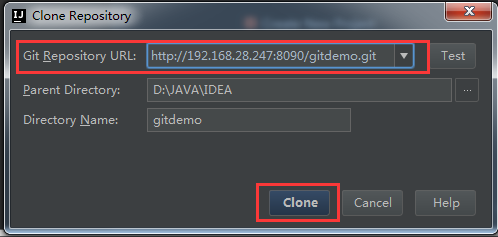 Clone Repository
Git Repository URL: http://192.168.28.247:8090/gitdemo.git Test
Parent Directory: D:\JAVA\IDEA ...
Directory Name: gitdemo
Clone Cancel Help